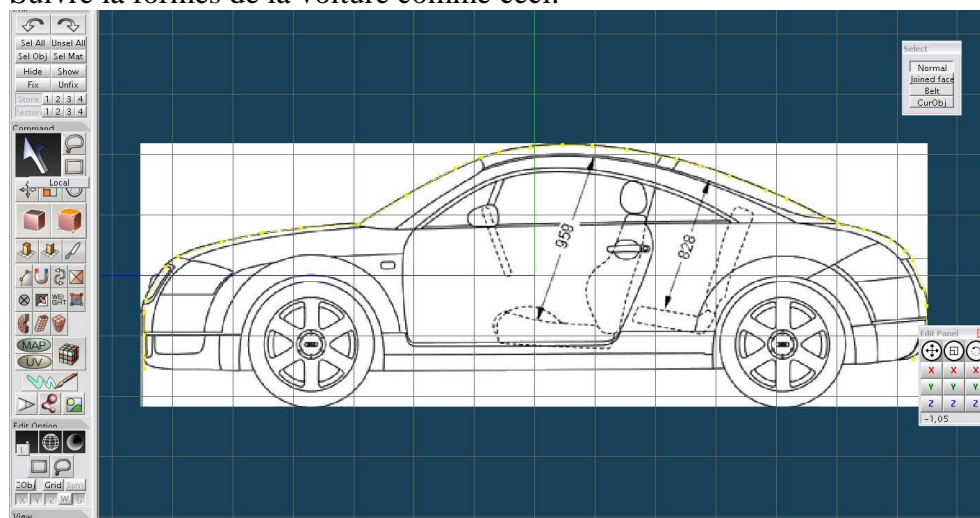 Suivre la formes de la voiture comme ceci:
Sel All Unsel All
Sel Obj Sel Mat
Hide Show
Fix Unfix
Store 1 2 3 4
1 2 3 4
Command
Local
WEI
GHT
MAP
UV
Edit Option
L
CObj Grid Sym
X Y Z W S
View
959
828
Select
Normal
Joined face
Belt
CurObj
Edit Panel
X X X
Y Y Y
Z Z Z
-1,05